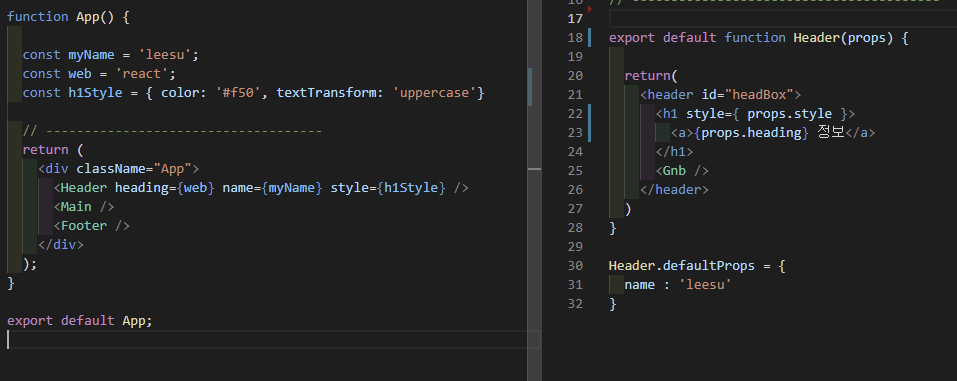 function App() {
const myName = 'leesu';
const web = 'react';
const h1Style = { color: '#f50', textTransform: 'uppercase'}
// ------------------------------------
return (
<div className="App">
<Header heading={web} name={myName} style={h1Style} />
<Main />
<Footer />
</div>
);
}
export default App;
16 // ----------------------------------------
17
18 export default function Header(props) {
19
20 return(
21 <header id="headBox">
22 <h1 style={ props.style }>
23 <a>{props.heading} 정보</a>
24 </h1>
25 <Gnb />
26 </header>
27 )
28 }
29
30 Header.defaultProps = {
31 name : 'leesu'
32 }